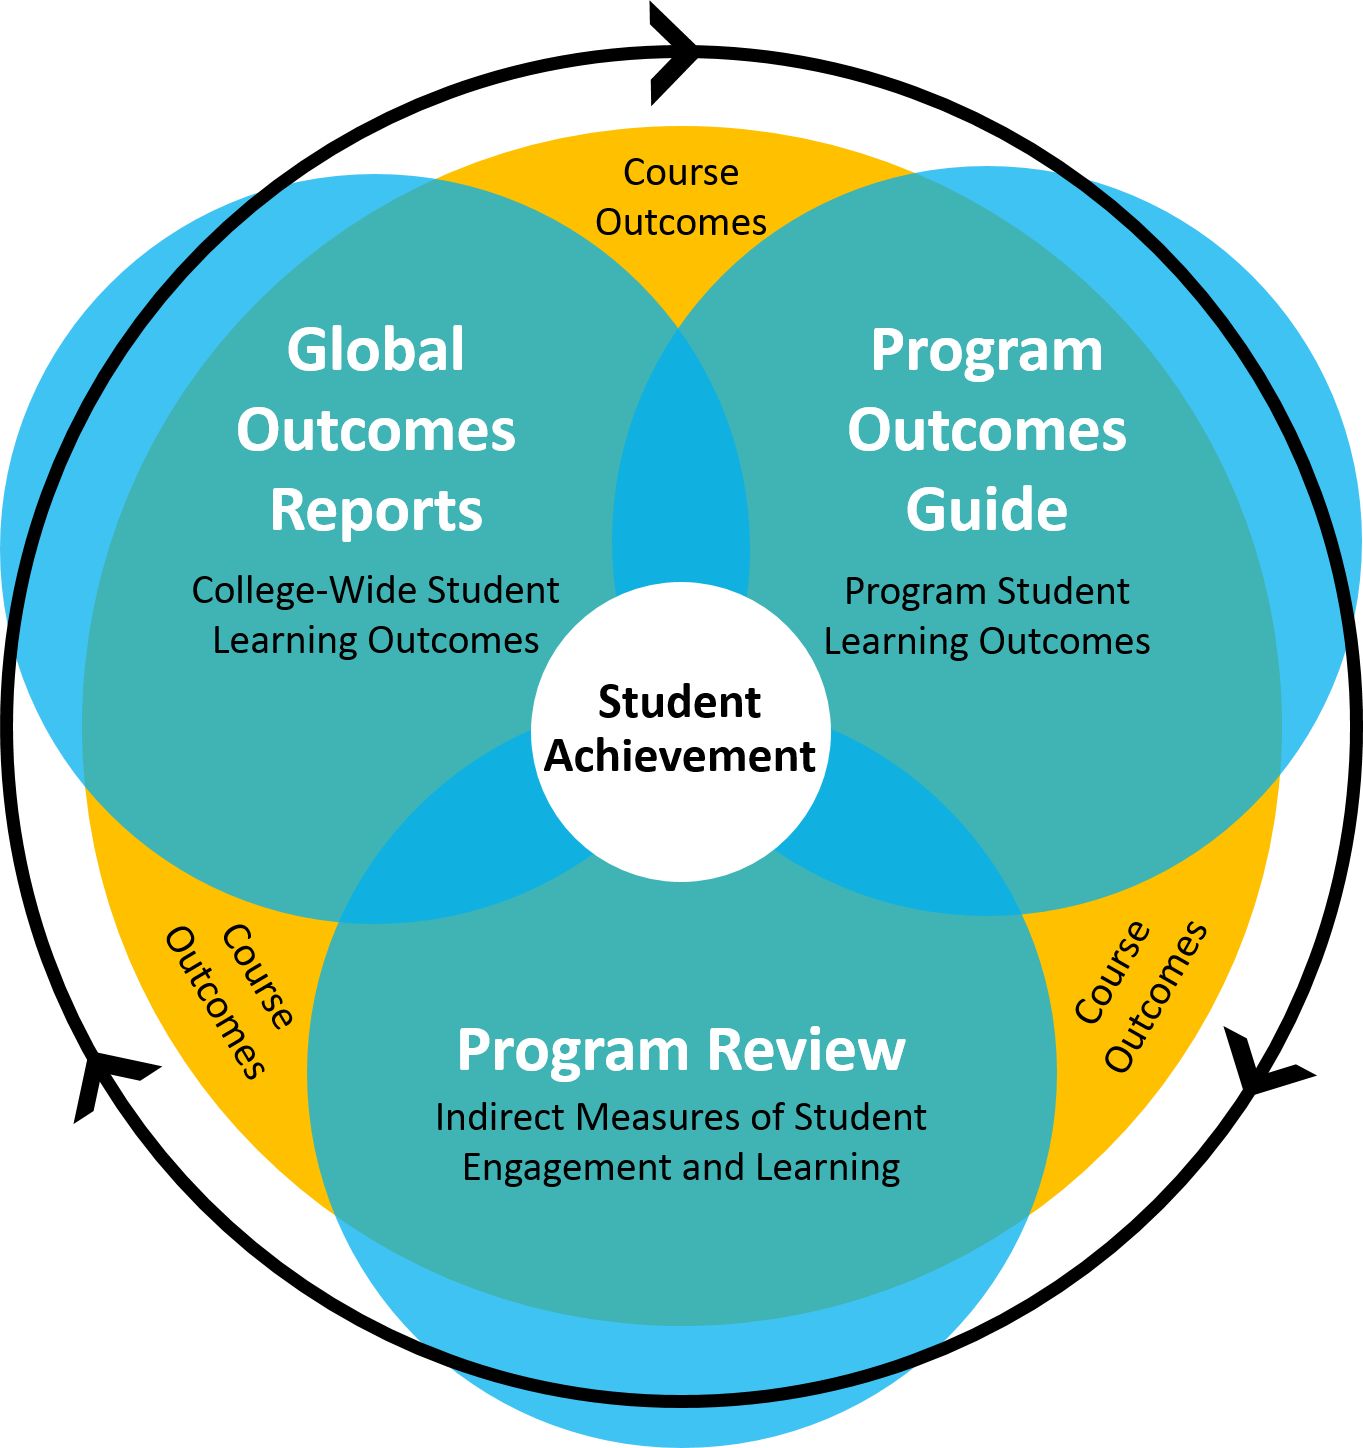 Course
Outcomes
Global
Outcomes
Reports
College-Wide Student
Learning Outcomes
Program
Outcomes
Guide
Program Student
Learning Outcomes
Student
Achievement
Course
Outcomes
Course
Outcomes
Program Review
Indirect Measures of Student
Engagement and Learning